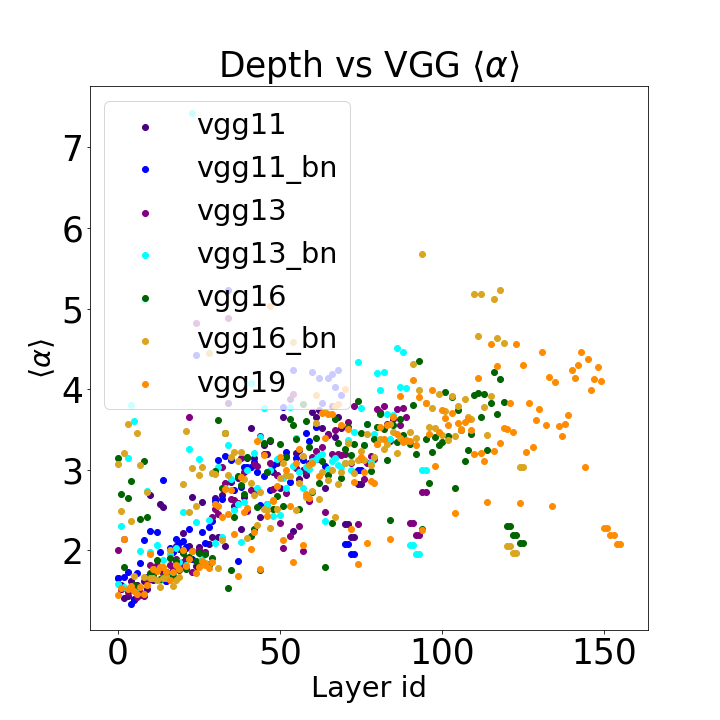 Depth vs VGG ⟨α⟩
vgg11
vgg11_bn
vgg13
vgg13_bn
vgg16
vgg16_bn
vgg19
⟨α⟩
7
6
5
4
3
2
0 50 100 150
Layer id